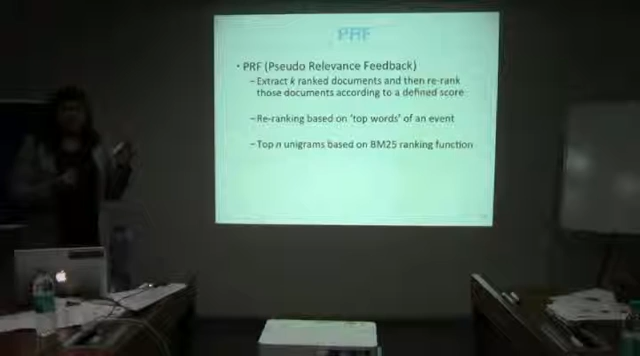 PRF
• PRF (Pseudo Relevance Feedback)
– Extract k ranked documents and then re-rank
those documents according to a defined score
– Re-ranking based on 'top words' of an event
– Top n unigrams based on BM25 ranking function